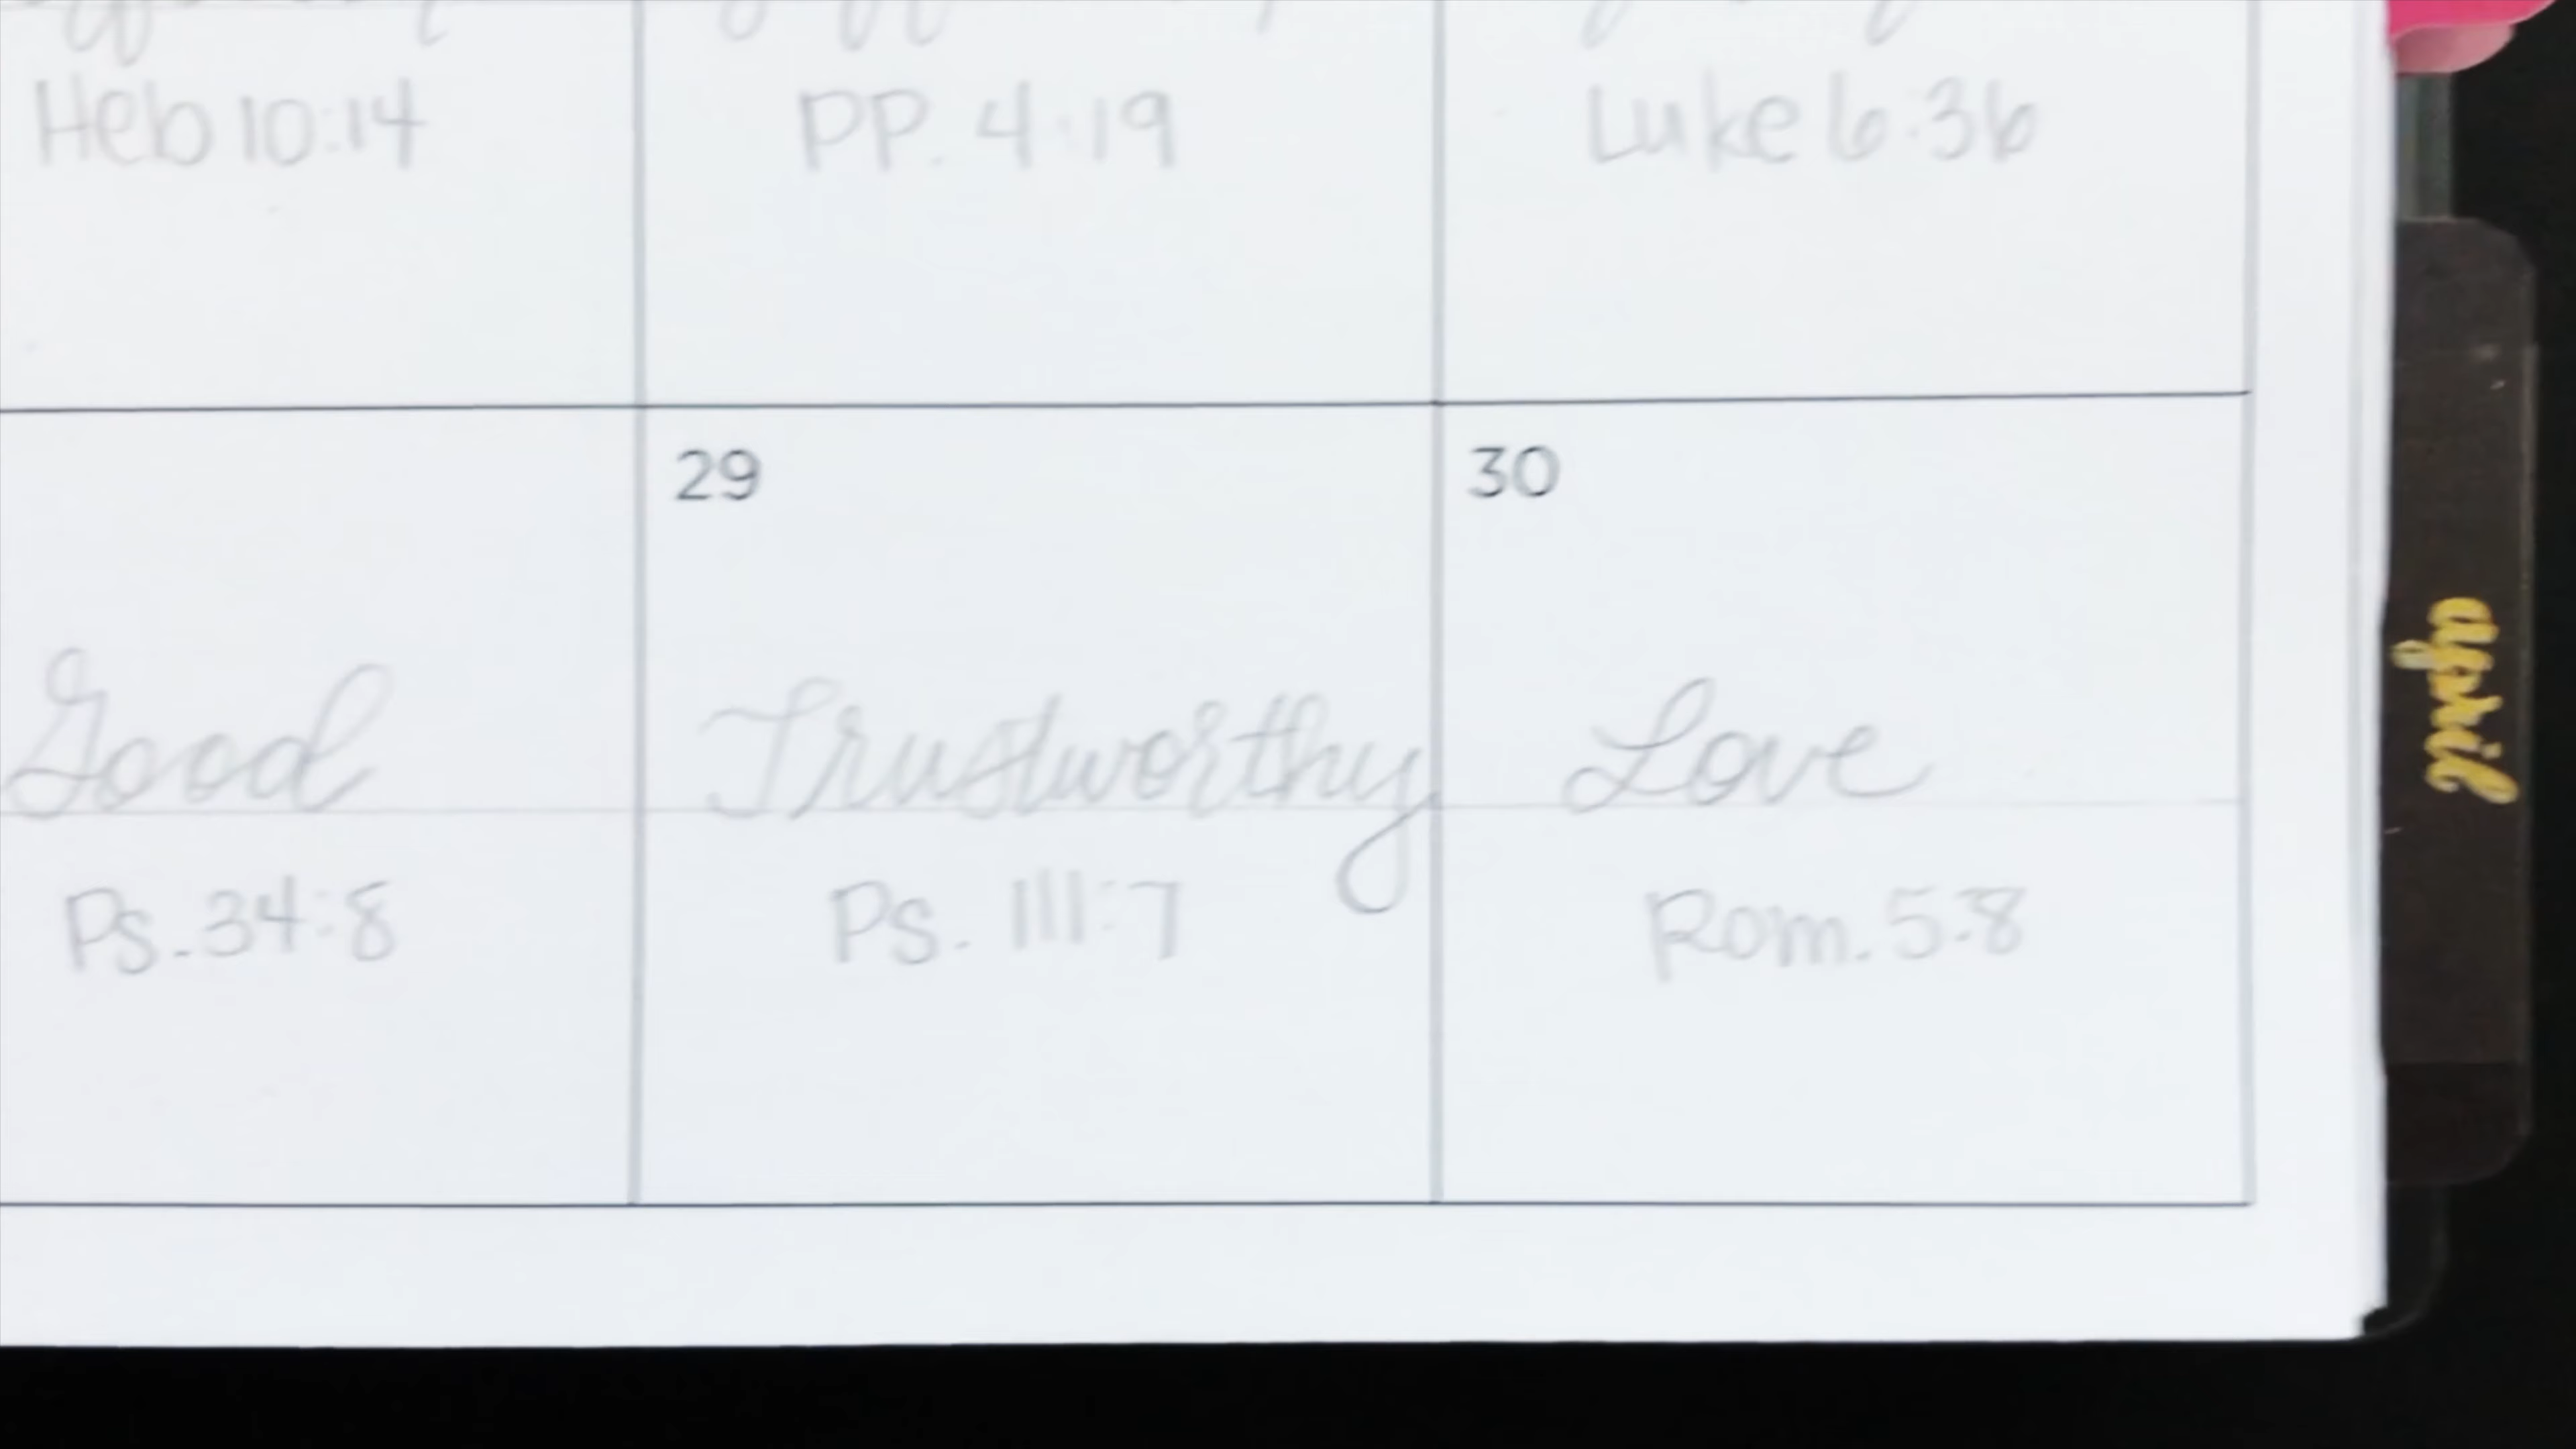 Heb 10:14
PP. 4:19
Luke 6:36
29
30
Good
Trustworthy
Love
Ps. 34:8
Ps. 111:7
Rom. 5:8
april